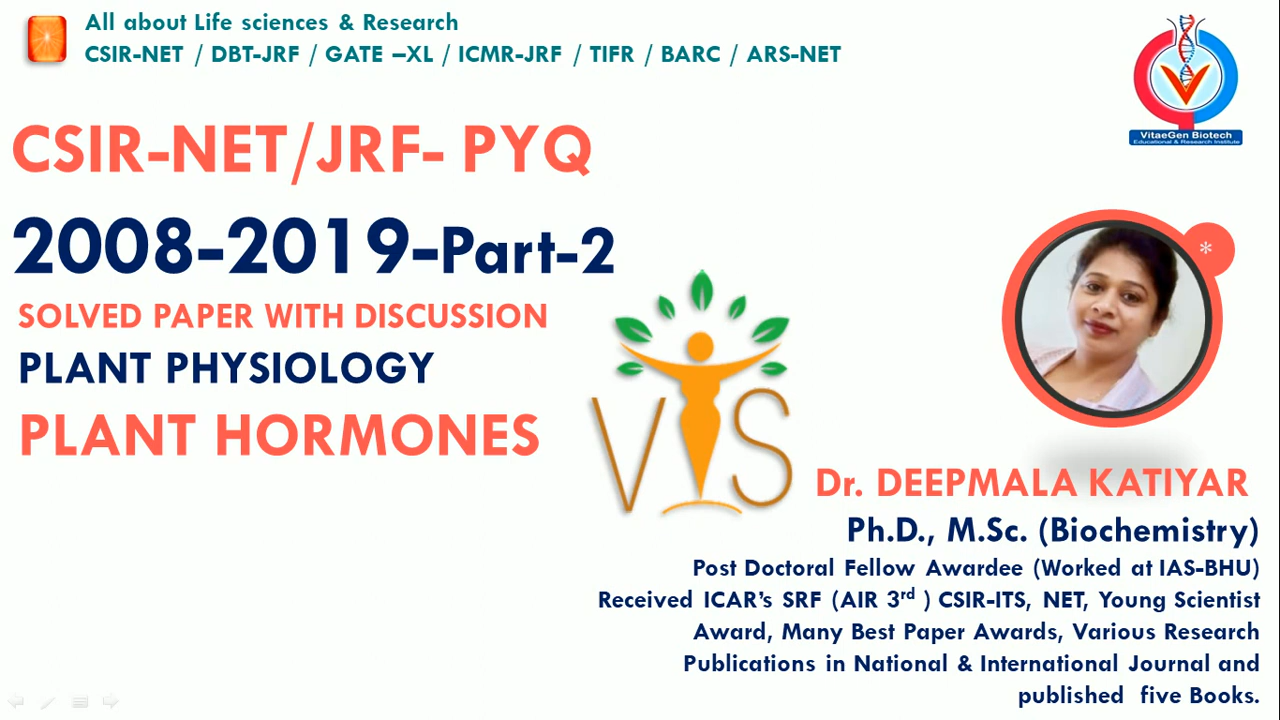 All about Life sciences & Research
CSIR-NET / DBT-JRF / GATE –XL / ICMR-JRF / TIFR / BARC / ARS-NET
VitaeGen Biotech
Educational & Research Institute
CSIR-NET/JRF- PYQ
2008-2019-Part-2
SOLVED PAPER WITH DISCUSSION
PLANT PHYSIOLOGY
PLANT HORMONES
*
V S
Dr. DEEPMALA KATIYAR
Ph.D., M.Sc. (Biochemistry)
Post Doctoral Fellow Awardee (Worked at IAS-BHU)
Received ICAR's SRF (AIR 3rd ) CSIR-ITS, NET, Young Scientist
Award, Many Best Paper Awards, Various Research
Publications in National & International Journal and
published five Books.